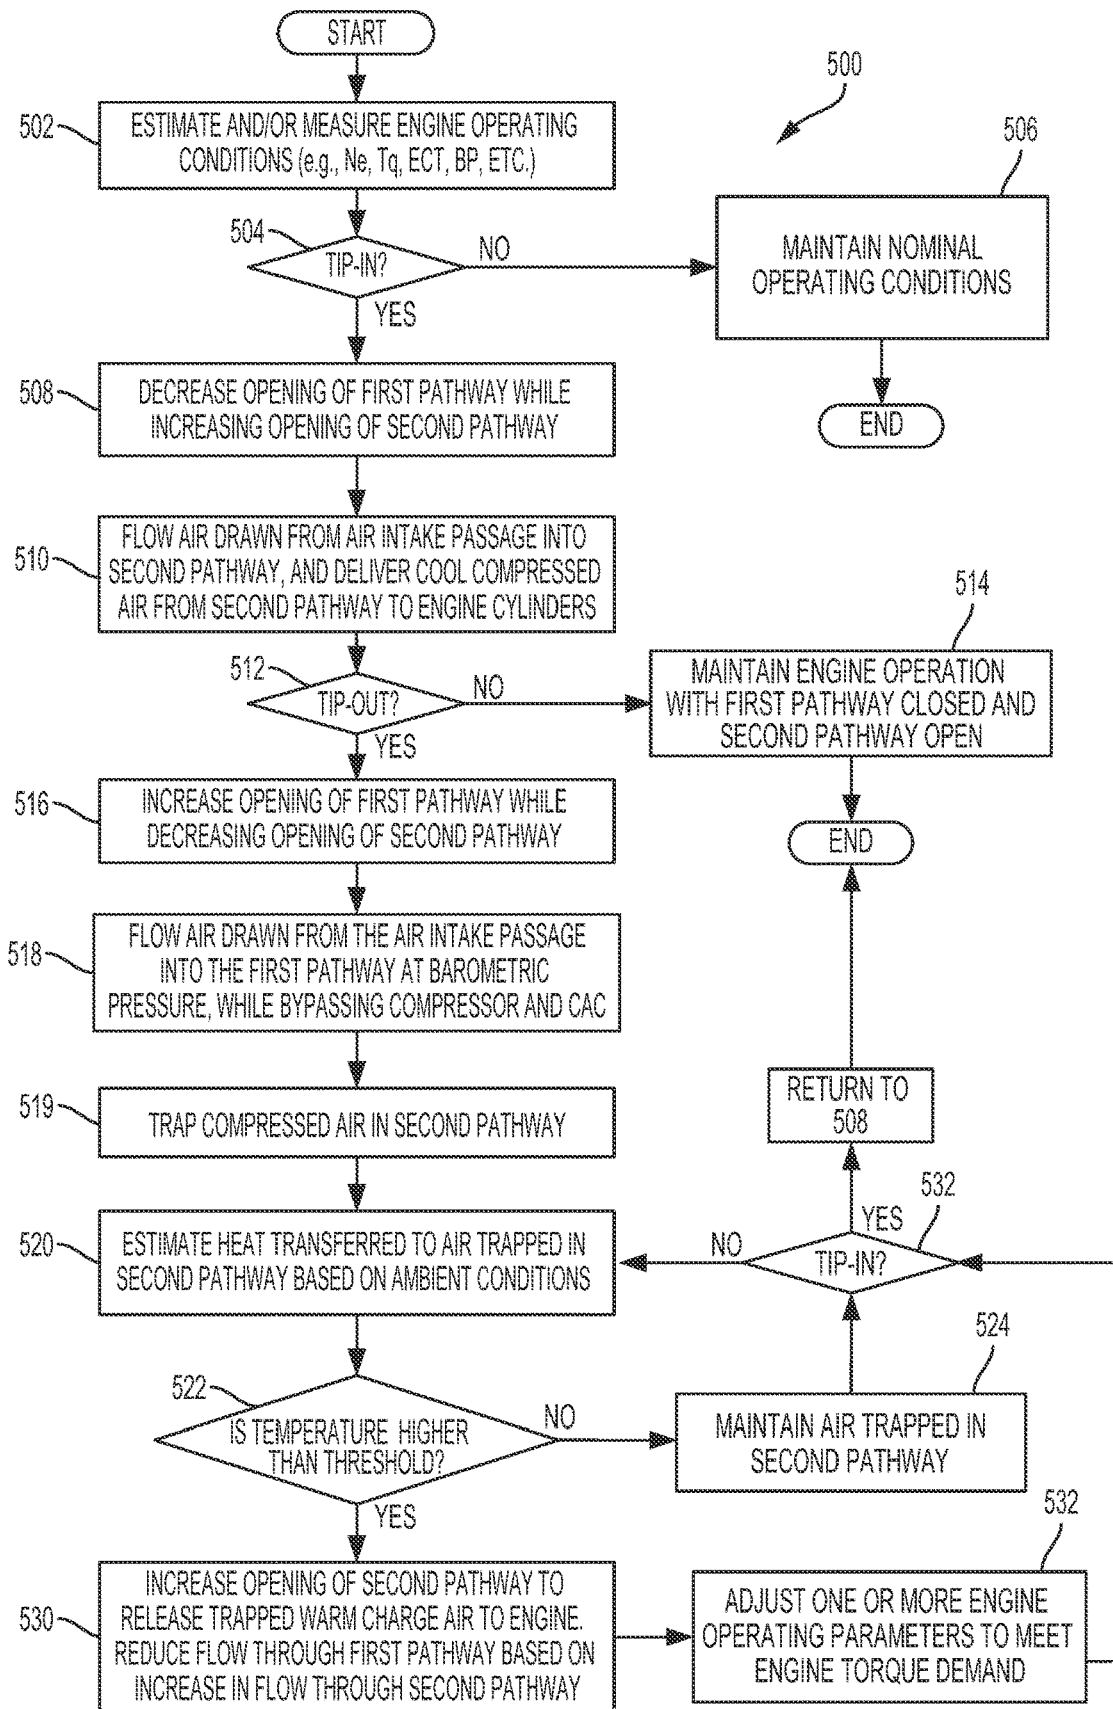 START
500
502
ESTIMATE AND/OR MEASURE ENGINE OPERATING
CONDITIONS (e.g., Ne, Tq, ECT, BP, ETC.)
504
TIP-IN?
NO
YES
506
MAINTAIN NOMINAL
OPERATING CONDITIONS
END
508
DECREASE OPENING OF FIRST PATHWAY WHILE
INCREASING OPENING OF SECOND PATHWAY
510
FLOW AIR DRAWN FROM AIR INTAKE PASSAGE INTO
SECOND PATHWAY, AND DELIVER COOL COMPRESSED
AIR FROM SECOND PATHWAY TO ENGINE CYLINDERS
512
TIP-OUT?
NO
YES
514
MAINTAIN ENGINE OPERATION
WITH FIRST PATHWAY CLOSED AND
SECOND PATHWAY OPEN
END
516
INCREASE OPENING OF FIRST PATHWAY WHILE
DECREASING OPENING OF SECOND PATHWAY
518
FLOW AIR DRAWN FROM THE AIR INTAKE PASSAGE
INTO THE FIRST PATHWAY AT BAROMETRIC
PRESSURE, WHILE BYPASSING COMPRESSOR AND CAC
519
TRAP COMPRESSED AIR IN SECOND PATHWAY
RETURN TO
508
520
ESTIMATE HEAT TRANSFERRED TO AIR TRAPPED IN
SECOND PATHWAY BASED ON AMBIENT CONDITIONS
532
YES
NO
TIP-IN?
522
IS TEMPERATURE HIGHER
THAN THRESHOLD?
NO
YES
524
MAINTAIN AIR TRAPPED IN
SECOND PATHWAY
530
INCREASE OPENING OF SECOND PATHWAY TO
RELEASE TRAPPED WARM CHARGE AIR TO ENGINE.
REDUCE FLOW THROUGH FIRST PATHWAY BASED ON
INCREASE IN FLOW THROUGH SECOND PATHWAY
532
ADJUST ONE OR MORE ENGINE
OPERATING PARAMETERS TO MEET
ENGINE TORQUE DEMAND